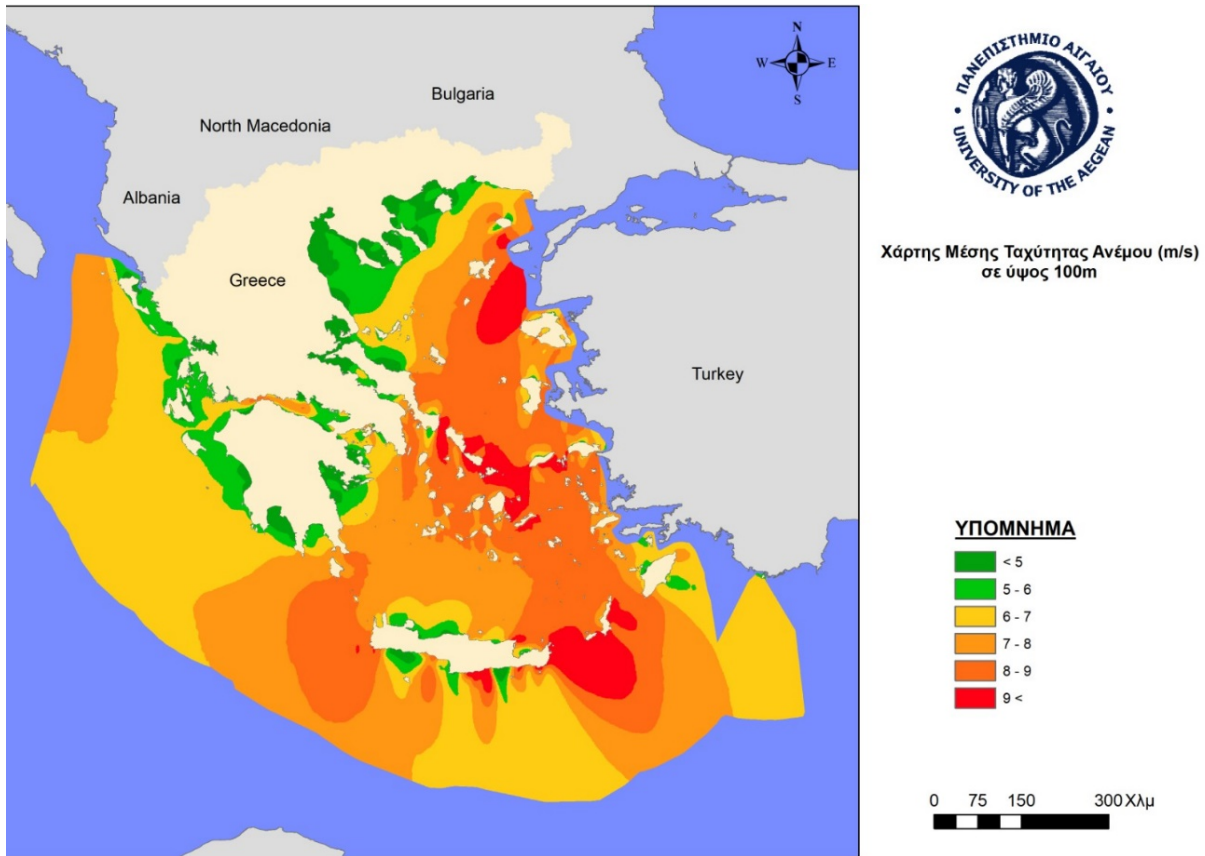 N
W E
S
Bulgaria
North Macedonia
Albania
Greece
Turkey
ΠΑΝΕΠΙΣΤΗΜΙΟ ΑΙΓΑΙΟΥ
UNIVERSITY OF THE AEGEAN
Χάρτης Μέσης Ταχύτητας Ανέμου (m/s)
σε ύψος 100m
ΥΠΟΜΝΗΜΑ
< 5
5 - 6
6 - 7
7 - 8
8 - 9
9 <
0 75 150 300 Χλμ